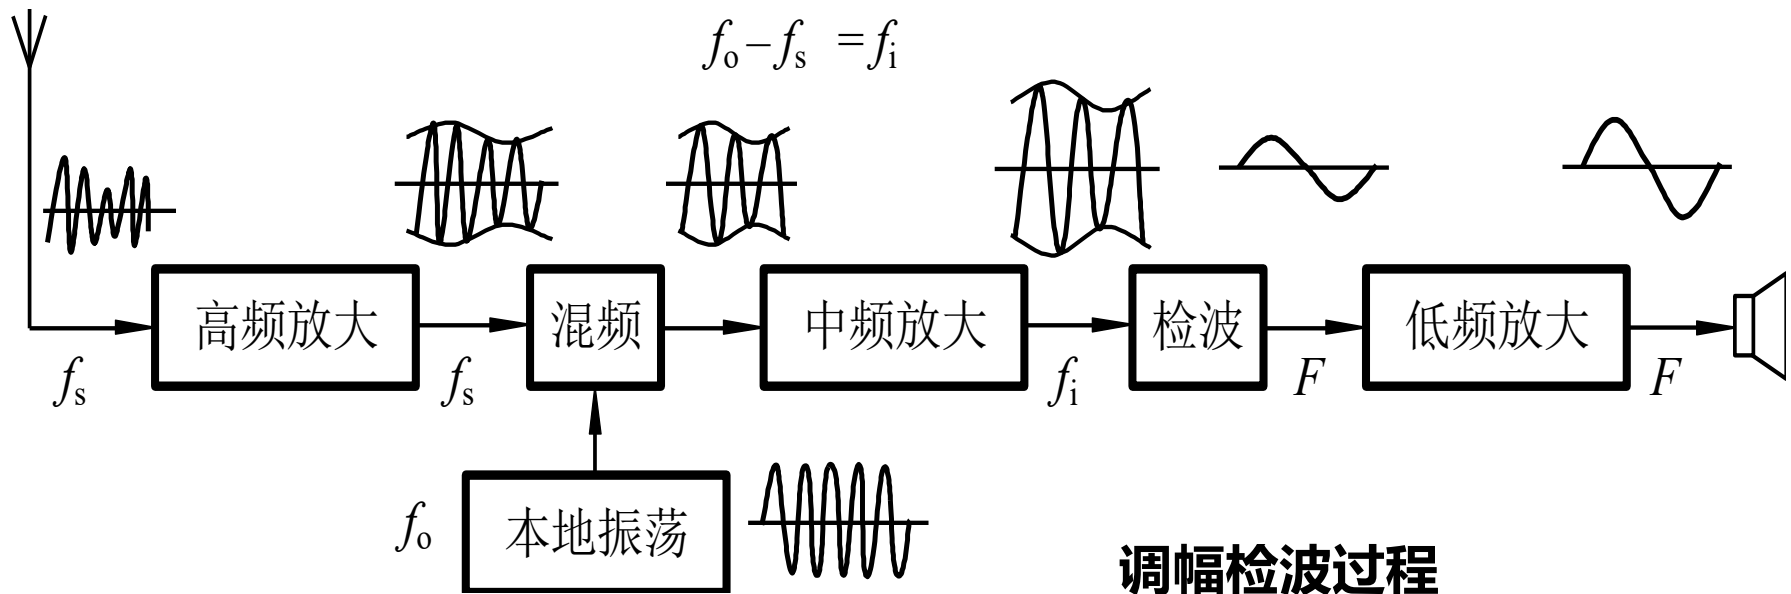 fo−fs =fi
高频放大
混频
中频放大
检波
低频放大
fs
fs
fi
F
F
fo
本地振荡
调幅检波过程